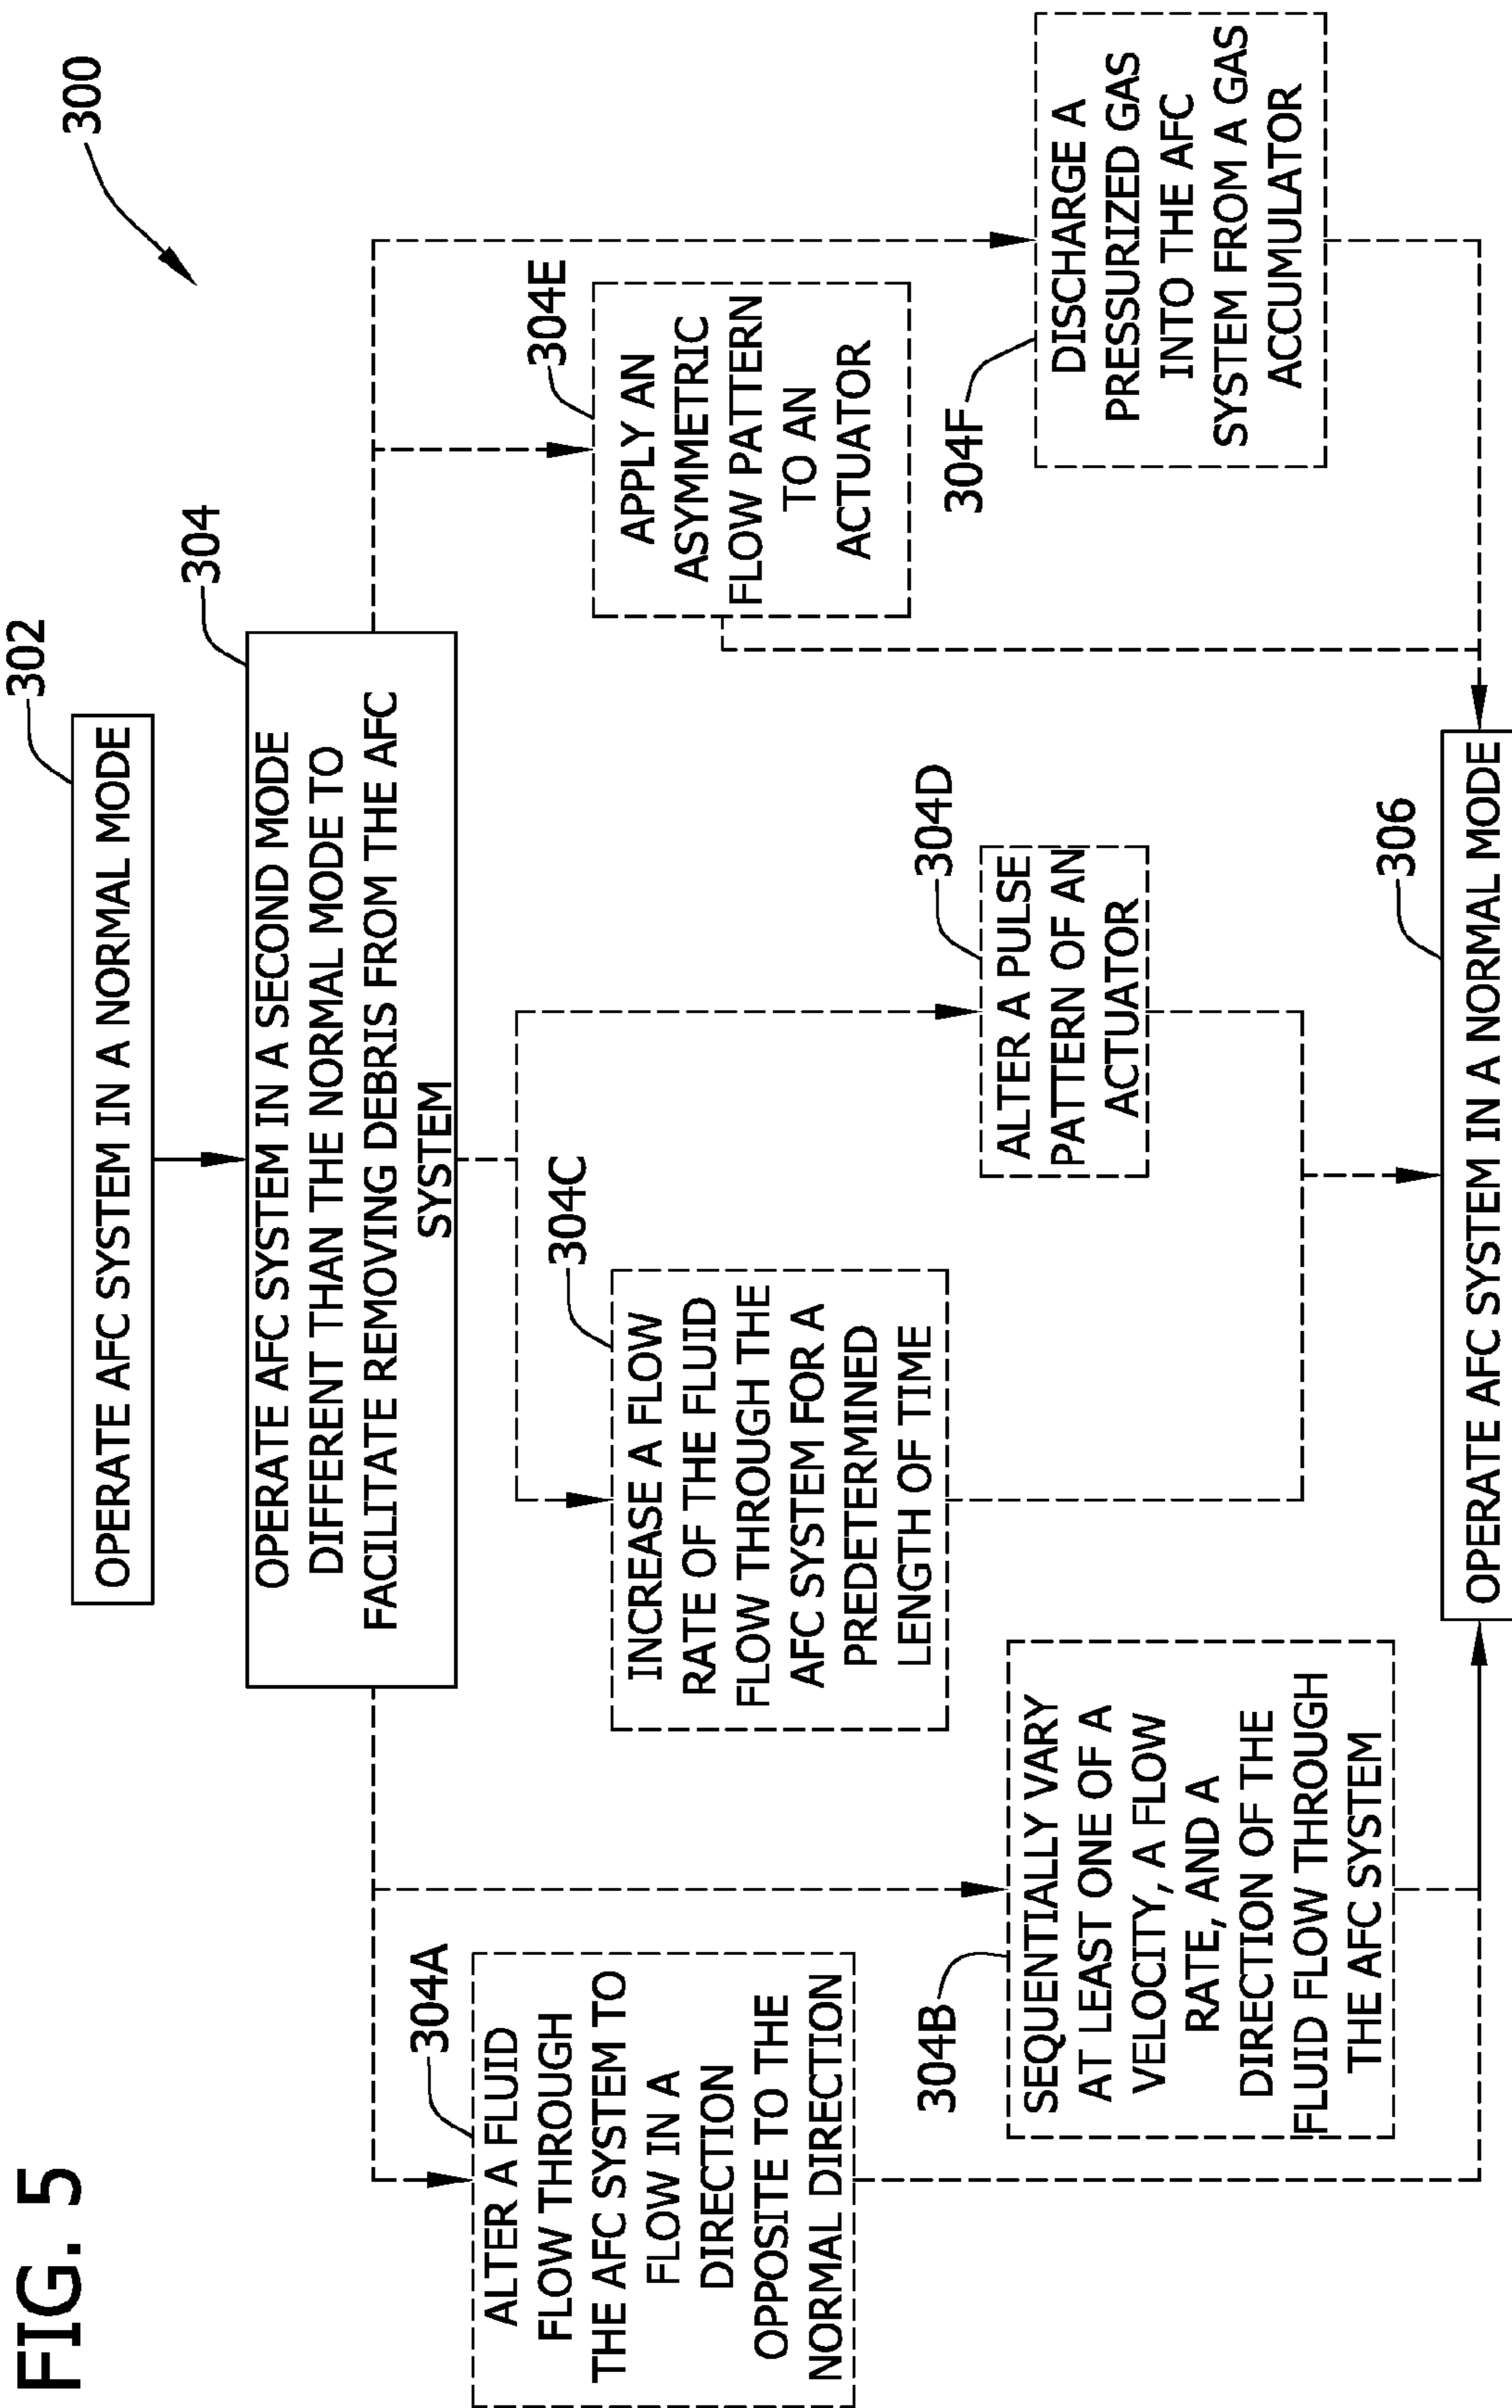 FIG. 5
300
302
OPERATE AFC SYSTEM IN A NORMAL MODE
304
OPERATE AFC SYSTEM IN A SECOND MODE
DIFFERENT THAN THE NORMAL MODE TO
FACILITATE REMOVING DEBRIS FROM THE AFC
SYSTEM
304A
ALTER A FLUID
FLOW THROUGH
THE AFC SYSTEM TO
FLOW IN A
DIRECTION
OPPOSITE TO THE
NORMAL DIRECTION
304B
SEQUENTIALLY VARY
AT LEAST ONE OF A
VELOCITY, A FLOW
RATE, AND A
DIRECTION OF THE
FLUID FLOW THROUGH
THE AFC SYSTEM
304C
INCREASE A FLOW
RATE OF THE FLUID
FLOW THROUGH THE
AFC SYSTEM FOR A
PREDETERMINED
LENGTH OF TIME
304D
ALTER A PULSE
PATTERN OF AN
ACTUATOR
304E
APPLY AN
ASYMMETRIC
FLOW PATTERN
TO AN
ACTUATOR
304F
DISCHARGE A
PRESSURIZED GAS
INTO THE AFC
SYSTEM FROM A GAS
ACCUMULATOR
306
OPERATE AFC SYSTEM IN A NORMAL MODE